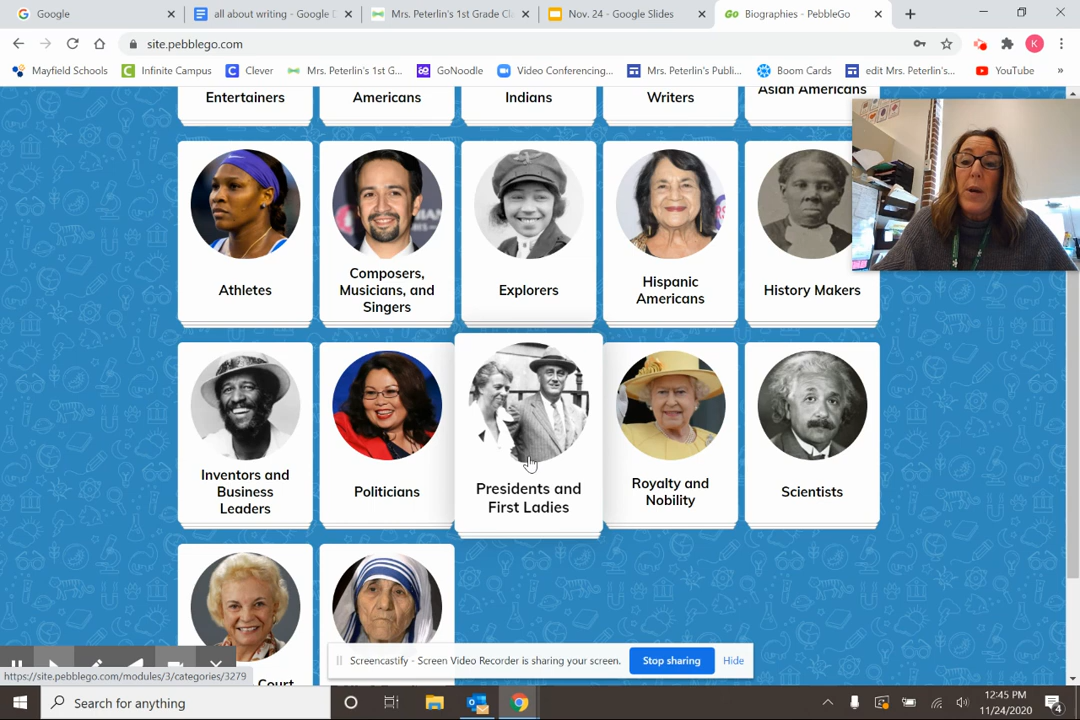 Google
all about writing - Google D
Mrs. Peterlin's 1st Grade Cl
Nov. 24 - Google Slides
Go
Biographies - PebbleGo
site.pebblego.com
K
Mayfield Schools
Infinite Campus
Clever
Mrs. Peterlin's 1st G...
GoNoodle
Video Conferencing...
Mrs. Peterlin's Publi...
Boom Cards
edit Mrs. Peterlin's...
YouTube
»
Entertainers
Americans
Indians
Writers
Asian Americans
Athletes
Composers,
Musicians, and
Singers
Explorers
Hispanic
Americans
History Makers
Inventors and
Business
Leaders
Politicians
Presidents and
First Ladies
Royalty and
Nobility
Scientists
Court
Screencastify - Screen Video Recorder is sharing your screen.
Stop sharing
Hide
https://site.pebblego.com/modules/3/categories/3279
Search for anything
12:45 PM
11/24/2020
4